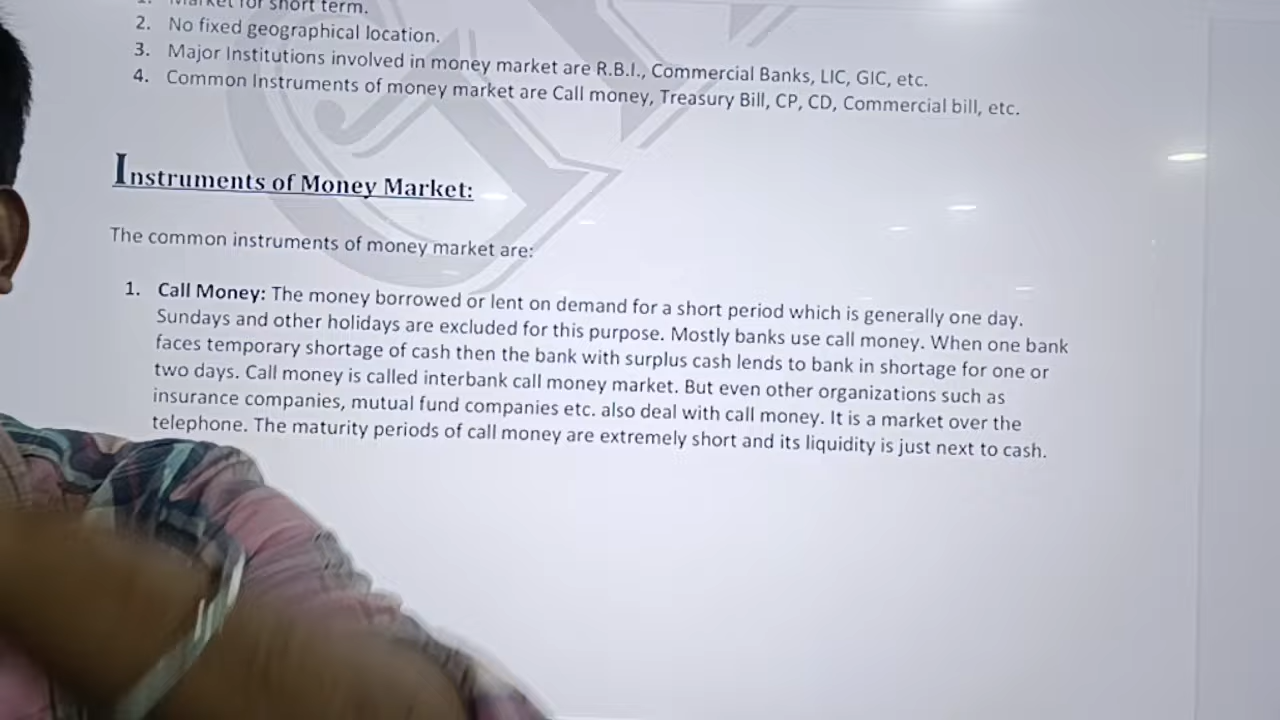 1. Market for short term.
2. No fixed geographical location.
3. Major Institutions involved in money market are R.B.I., Commercial Banks, LIC, GIC, etc.
4. Common Instruments of money market are Call money, Treasury Bill, CP, CD, Commercial bill, etc.
Instruments of Money Market:
The common instruments of money market are:
1. Call Money: The money borrowed or lent on demand for a short period which is generally one day.
Sundays and other holidays are excluded for this purpose. Mostly banks use call money. When one bank
faces temporary shortage of cash then the bank with surplus cash lends to bank in shortage for one or
two days. Call money is called interbank call money market. But even other organizations such as
insurance companies, mutual fund companies etc. also deal with call money. It is a market over the
telephone. The maturity periods of call money are extremely short and its liquidity is just next to cash.